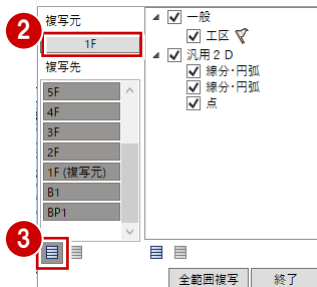 2
複写元
1F
複写先
5F
4F
3F
2F
1F (複写元)
B1
BP1
3
一般
工区
汎用２Ｄ
線分・円弧
線分・円弧
点
全範囲複写
終了